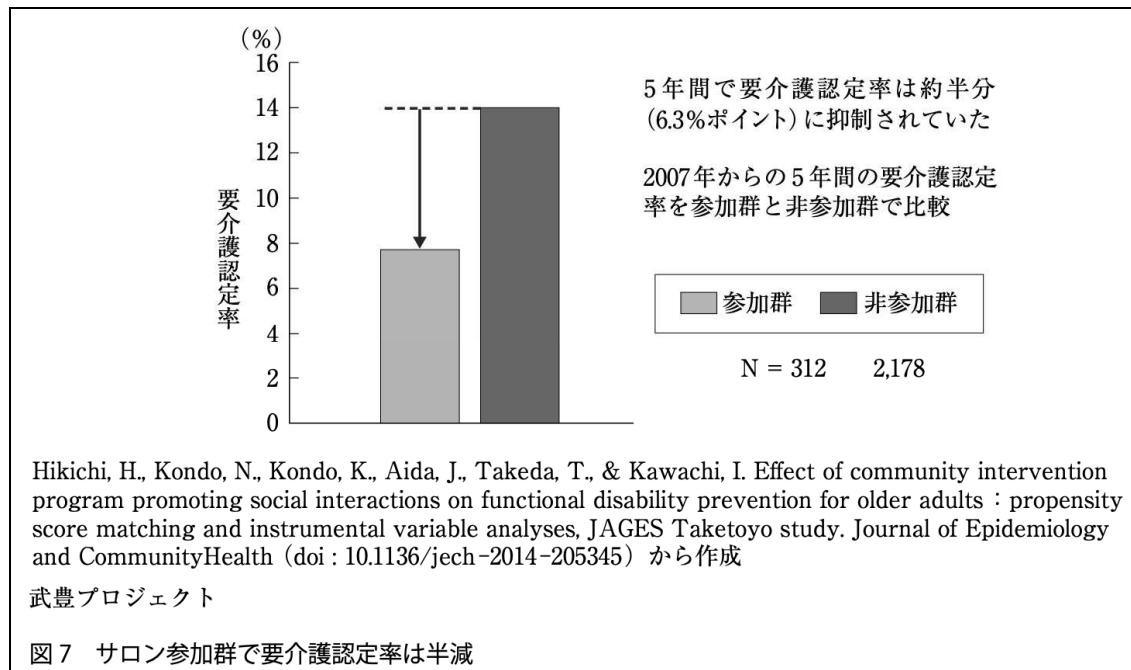 (%)
16
14
12
10
8
6
4
2
0
要介護認定率
5年間で要介護認定率は約半分
(6.3%ポイント)に抑制されていた
2007年からの5年間の要介護認定
率を参加群と非参加群で比較
参加群 非参加群
N = 312 2,178
Hikichi, H., Kondo, N., Kondo, K., Aida, J., Takeda, T., & Kawachi, I. Effect of community intervention
program promoting social interactions on functional disability prevention for older adults : propensity
score matching and instrumental variable analyses, JAGES Taketoyo study. Journal of Epidemiology
and CommunityHealth (doi : 10.1136/jech-2014-205345) から作成
武豊プロジェクト
図7 サロン参加群で要介護認定率は半減